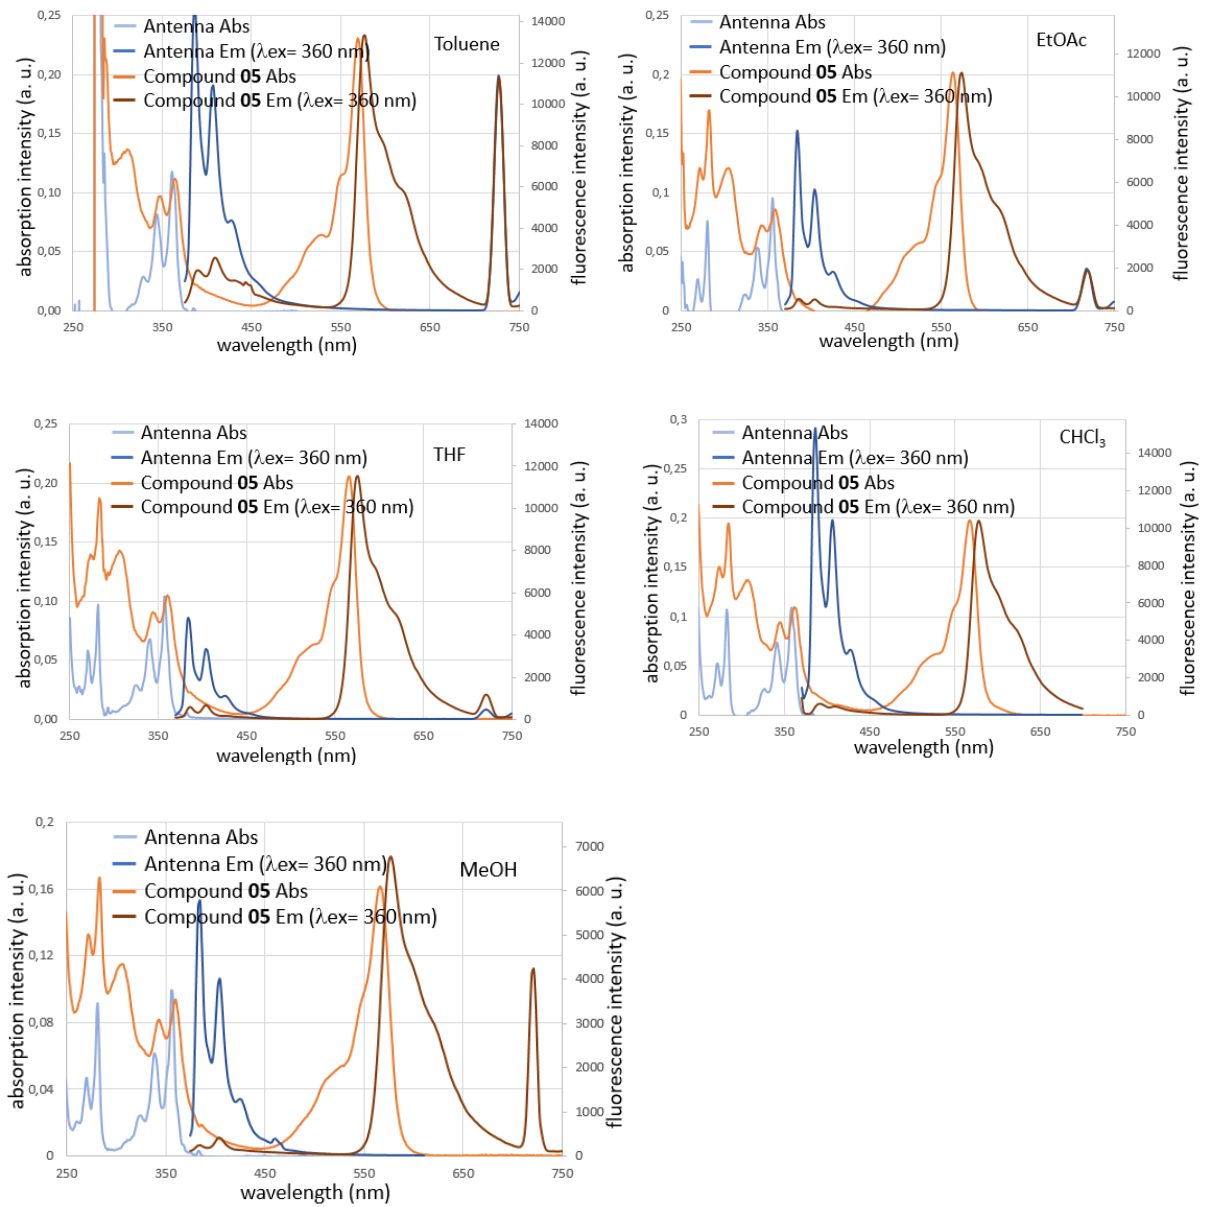 Antenna Abs
Antenna Em (λex= 360 nm)
Compound 05 Abs
Compound 05 Em (λex= 360 nm)
Toluene
absorption intensity (a. u.)
0,25
0,20
0,15
0,10
0,05
0,00
250 350 450 550 650 750
wavelength (nm)
14000
12000
10000
8000
6000
4000
2000
0
fluorescence intensity (a. u.)
Antenna Abs
Antenna Em (λex= 360 nm)
Compound 05 Abs
Compound 05 Em (λex= 360 nm)
EtOAc
absorption intensity (a. u.)
0,25
0,2
0,15
0,1
0,05
0
250 350 450 550 650 750
wavelength (nm)
12000
10000
8000
6000
4000
2000
0
fluorescence intensity (a. u.)
Antenna Abs
Antenna Em (λex= 360 nm)
Compound 05 Abs
Compound 05 Em (λex= 360 nm)
THF
absorption intensity (a. u.)
0,25
0,20
0,15
0,10
0,05
0,00
250 350 450 550 650 750
wavelength (nm)
14000
12000
10000
8000
6000
4000
2000
0
fluorescence intensity (a. u.)
Antenna Abs
Antenna Em (λex= 360 nm)
Compound 05 Abs
Compound 05 Em (λex= 360 nm)
CHCl₃
absorption intensity (a. u.)
0,3
0,25
0,2
0,15
0,1
0,05
0
250 350 450 550 650 750
wavelength (nm)
14000
12000
10000
8000
6000
4000
2000
0
fluorescence intensity (a. u.)
Antenna Abs
Antenna Em (λex= 360 nm)
Compound 05 Abs
Compound 05 Em (λex= 360 nm)
MeOH
absorption intensity (a. u.)
0,2
0,16
0,12
0,08
0,04
0
250 350 450 550 650 750
wavelength (nm)
7000
6000
5000
4000
3000
2000
1000
0
fluorescence intensity (a. u.)